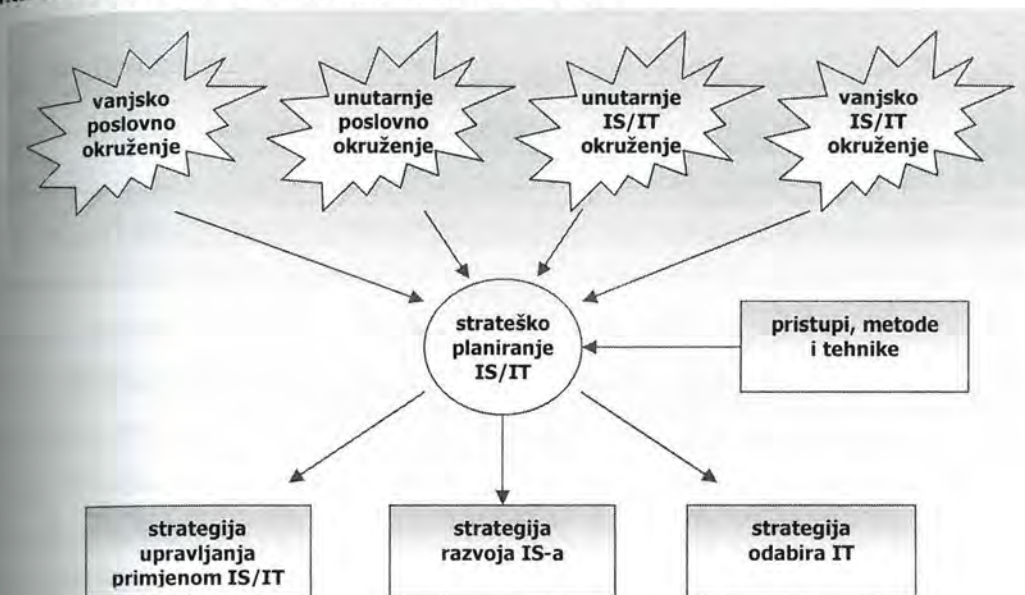 vanjsko
poslovno
okruženje
unutarnje
poslovno
okruženje
unutarnje
IS/IT
okruženje
vanjsko
IS/IT
okruženje
strateško
planiranje
IS/IT
pristupi, metode
i tehnike
strategija
upravljanja
primjenom IS/IT
strategija
razvoja IS-a
strategija
odabira IT